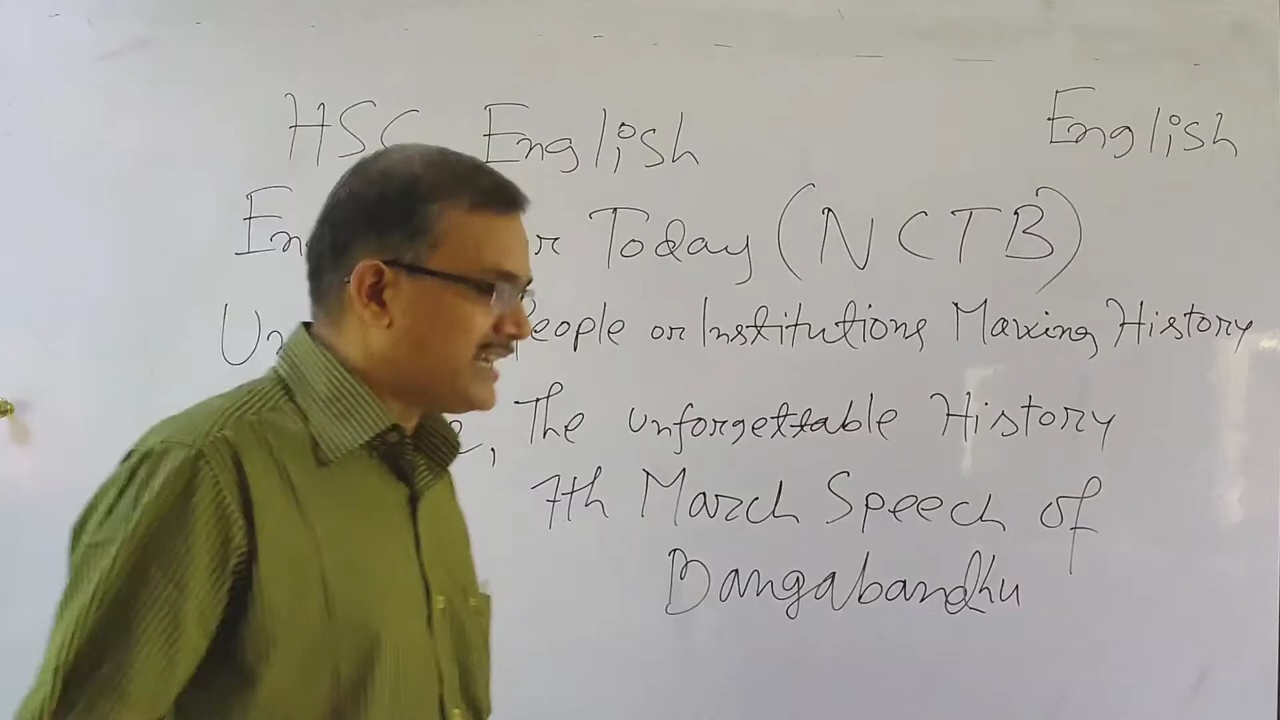 HSC English English
Today (NCTB)
People or Institutions Making History
The Unforgettable History
7th March Speech of
Bangabandhu